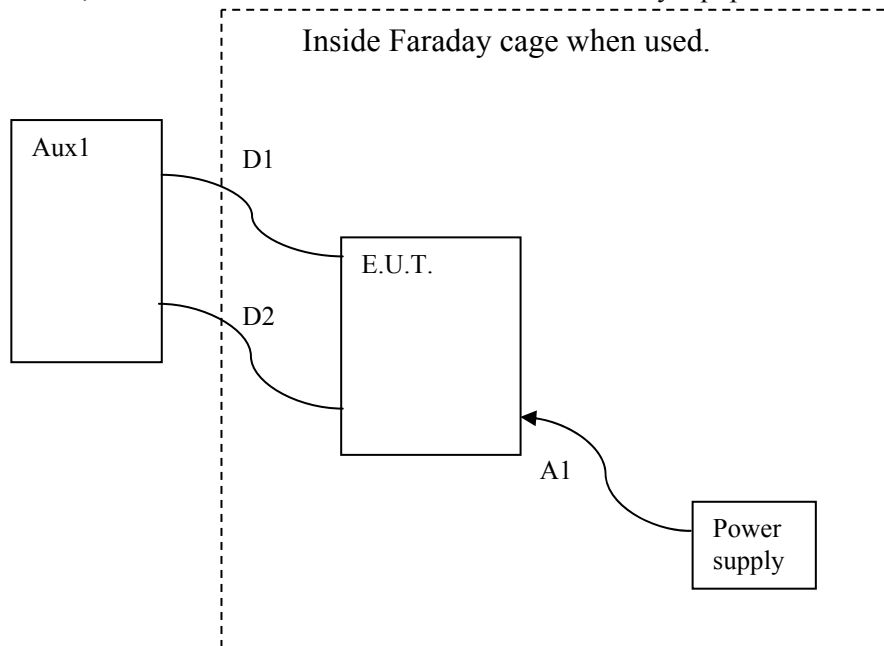 Inside Faraday cage when used.
Aux1
D1
E.U.T.
D2
A1
Power
supply